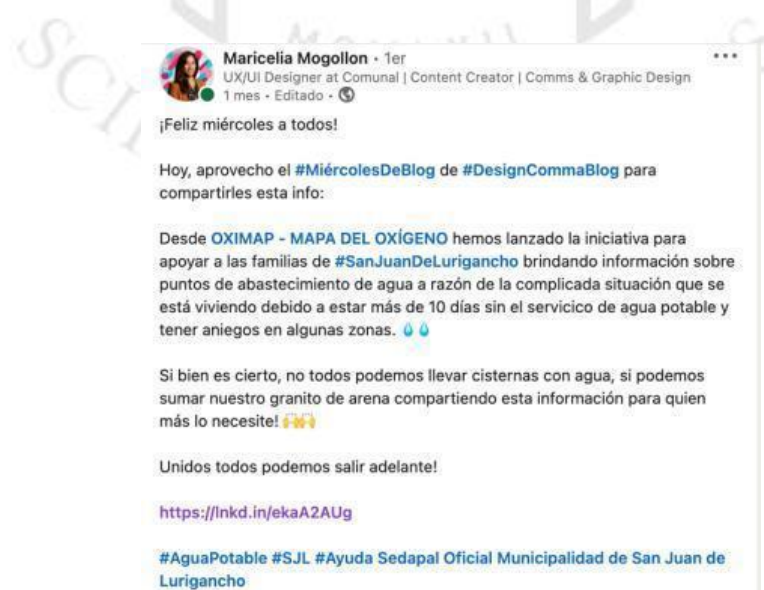 Maricelia Mogollon · 1er
UX/UI Designer at Comunal | Content Creator | Comms & Graphic Design
1 mes · Editado ·
¡Feliz miércoles a todos!
Hoy, aprovecho el #MiércolesDeBlog de #DesignCommaBlog para
compartirles esta info:
Desde OXIMAP - MAPA DEL OXÍGENO hemos lanzado la iniciativa para
apoyar a las familias de #SanJuanDeLurigancho brindando información sobre
puntos de abastecimiento de agua a razón de la complicada situación que se
está viviendo debido a estar más de 10 días sin el servicico de agua potable y
tener aniegos en algunas zonas. 💧💧
Si bien es cierto, no todos podemos llevar cisternas con agua, si podemos
sumar nuestro granito de arena compartiendo esta información para quien
más lo necesite! 🙌🙌
Unidos todos podemos salir adelante!
https://lnkd.in/ekaA2AUg
#AguaPotable #SJL #Ayuda Sedapal Oficial Municipalidad de San Juan de
Lurigancho